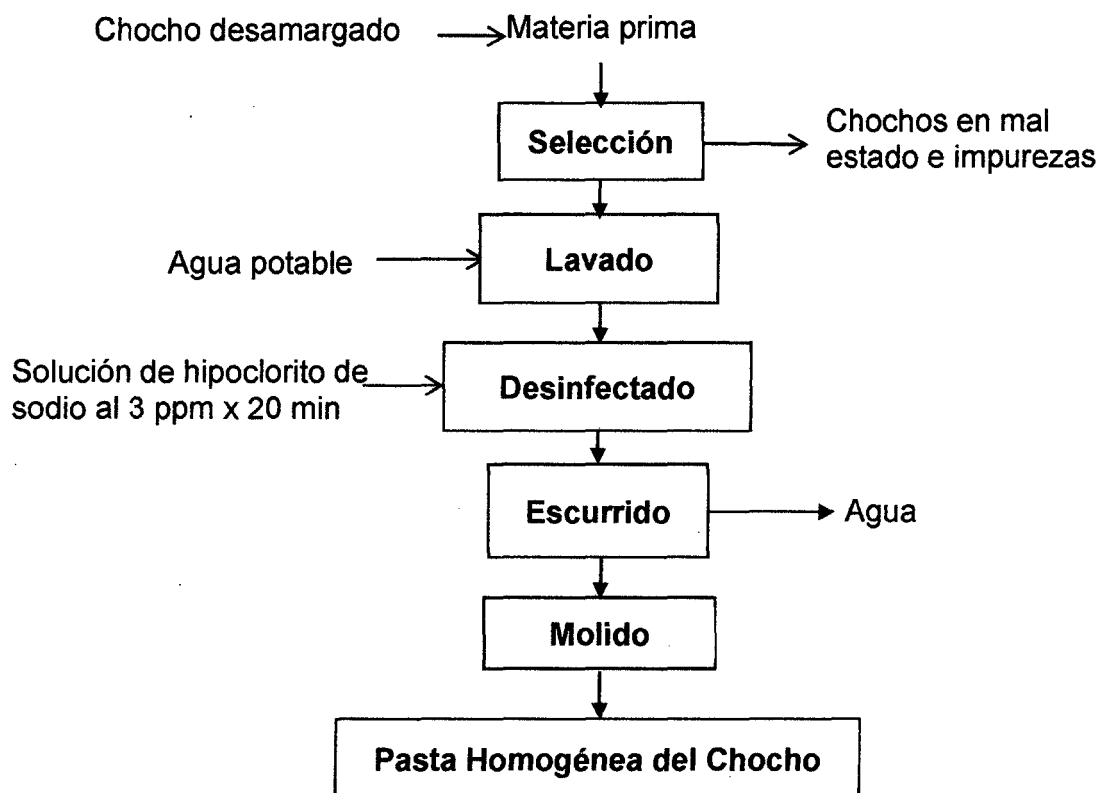 Chocho desamargado
Materia prima
Selección
Chochos en mal
estado e impurezas
Agua potable
Lavado
Solución de hipoclorito de
sodio al 3 ppm x 20 min
Desinfectado
Escurrido
Agua
Molido
Pasta Homogénea del Chocho